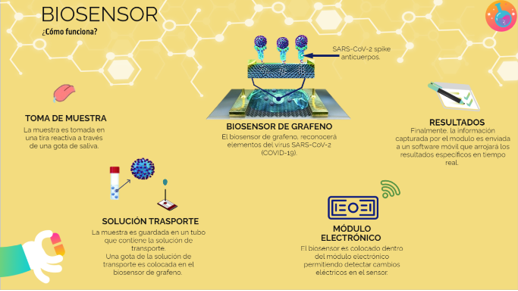 BIOSENSOR
¿Cómo funciona?
SARS-CoV-2 spike
anticuerpos.
TOMA DE MUESTRA
La muestra es tomada en
una tira reactiva a través
de una gota de saliva.
BIOSENSOR DE GRAFENO
El biosensor de grafeno, reconocerá
elementos del virus SARS-CoV-2
(COVID-19).
RESULTADOS
Finalmente, la información
capturada por el modulo es enviada
a un software móvil que arrojará los
resultados específicos en tiempo
real.
SOLUCIÓN TRASPORTE
La muestra es guardada en un tubo
que contiene la solución de
transporte.
Una gota de la solución de
transporte es colocada en el
biosensor de grafeno.
MÓDULO
ELECTRÓNICO
El biosensor es colocado dentro
del módulo electrónico
permitiendo detectar cambios
eléctricos en el sensor.